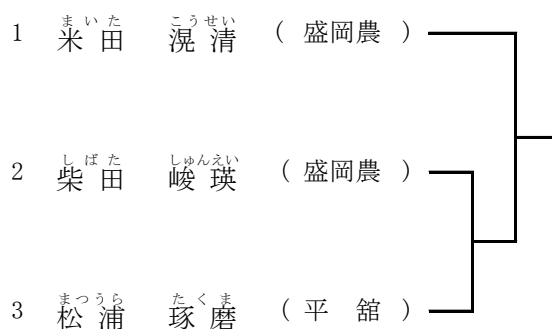 まいた こうせい
1 米田 滉清 ( 盛岡農 )
しばた しゅんえい
2 柴田 峻瑛 ( 盛岡農 )
まつうら たくま
3 松浦 琢磨 ( 平 舘 )